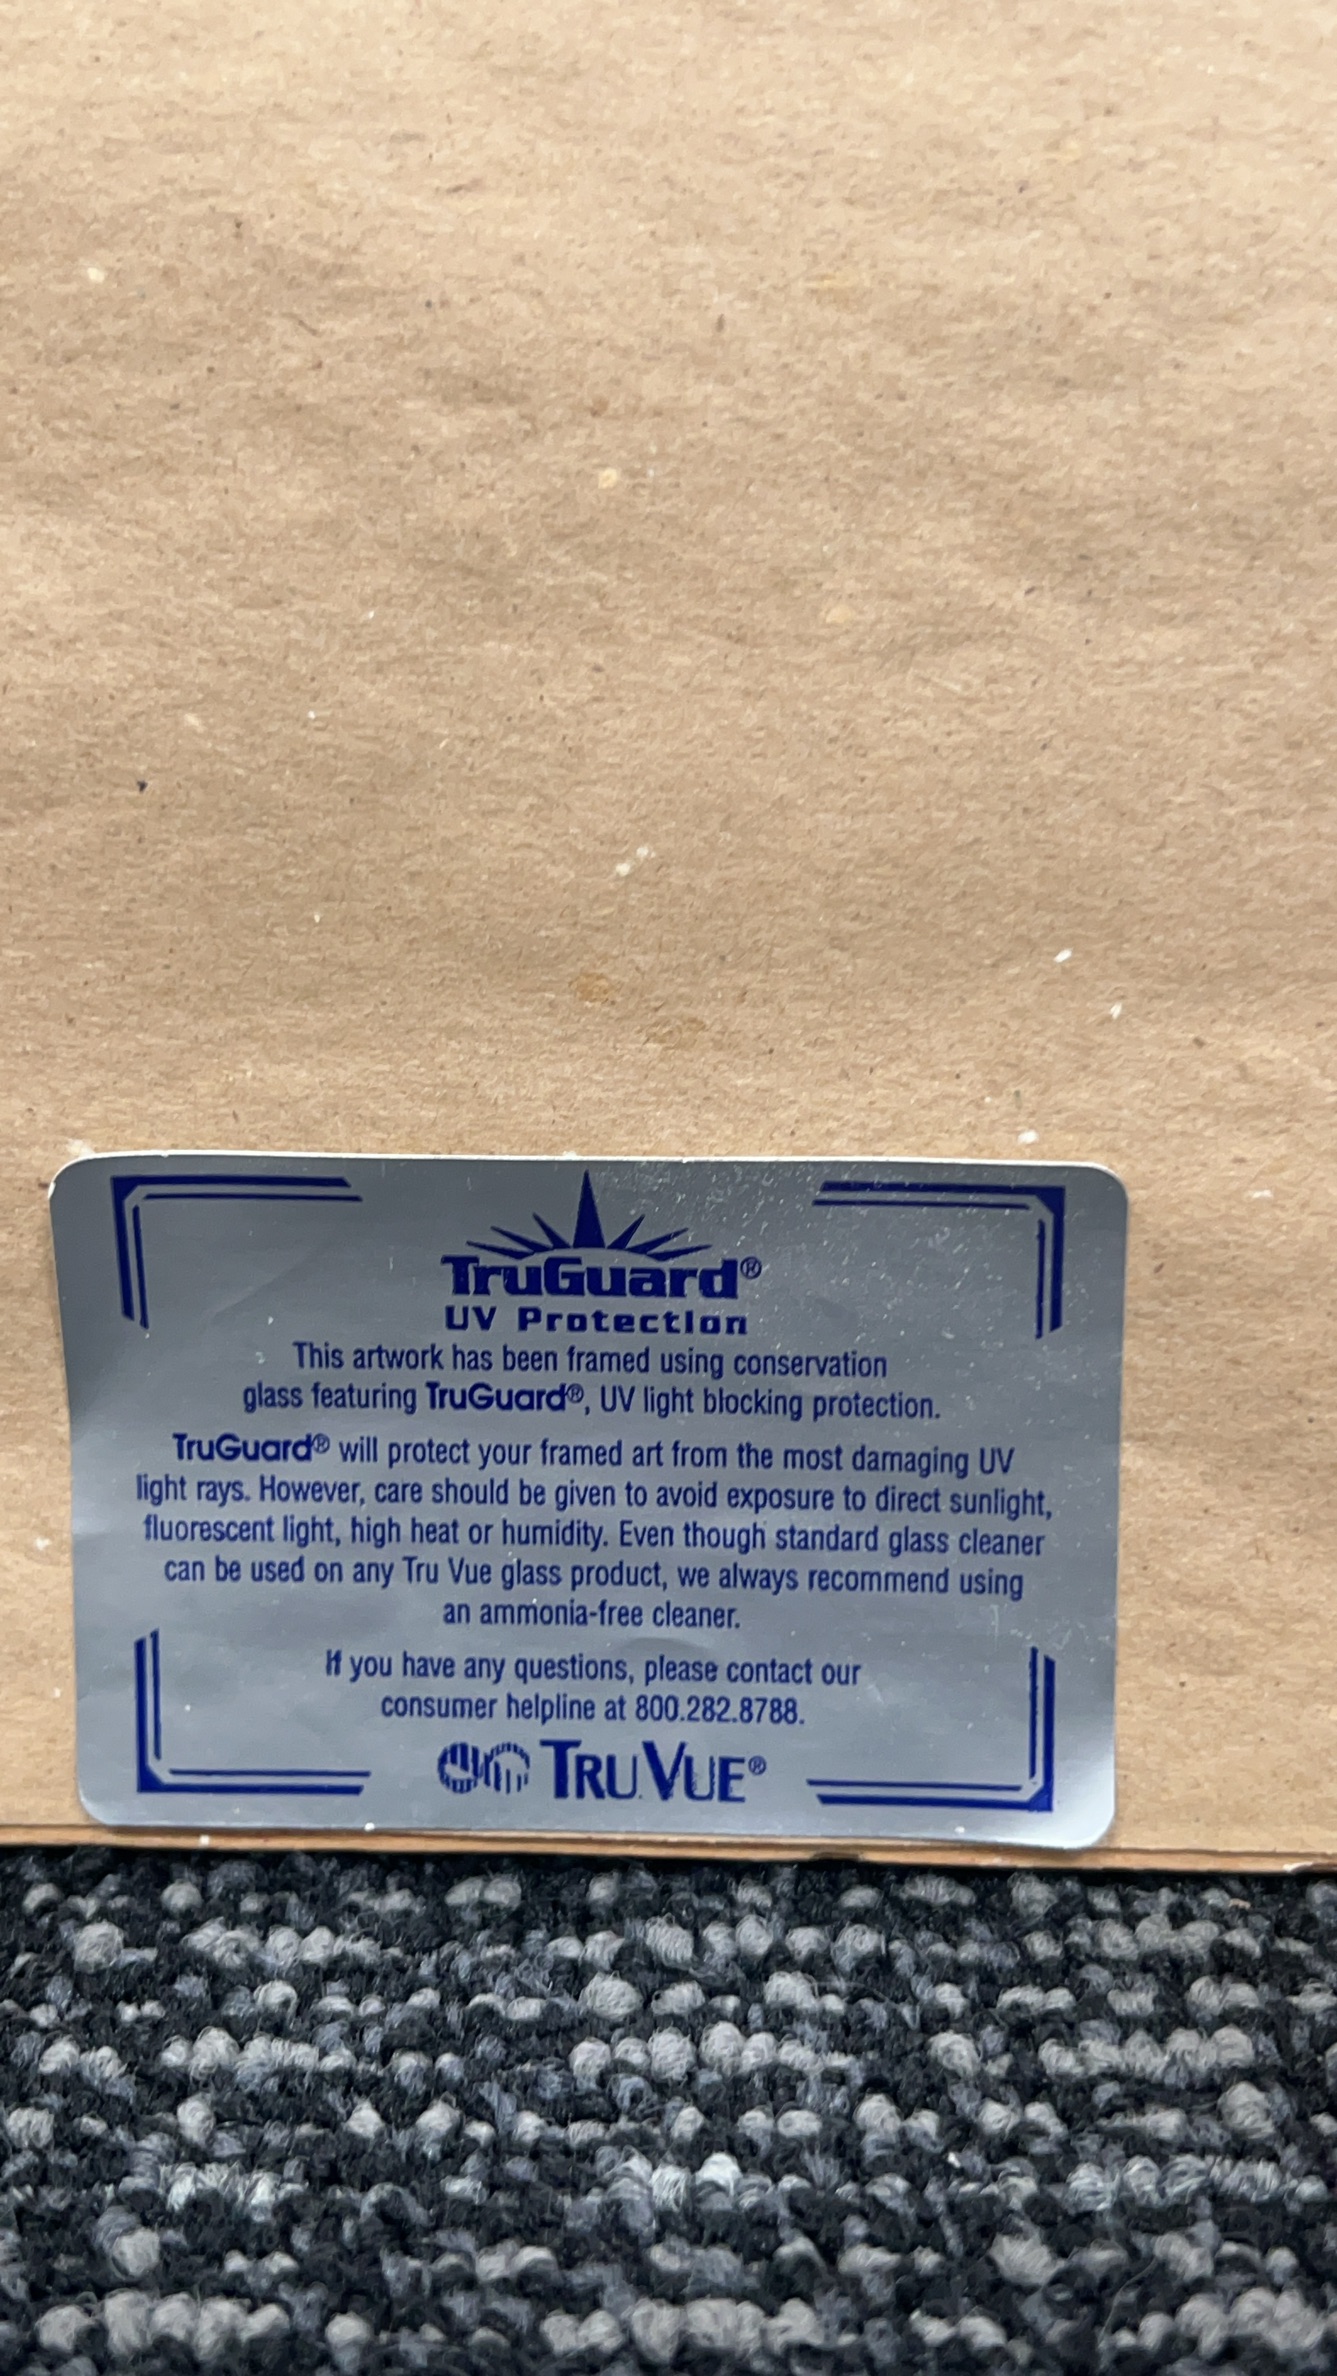 TruGuard®
UV Protection
This artwork has been framed using conservation
glass featuring TruGuard®, UV light blocking protection.
TruGuard® will protect your framed art from the most damaging UV
light rays. However, care should be given to avoid exposure to direct sunlight,
fluorescent light, high heat or humidity. Even though standard glass cleaner
can be used on any Tru Vue glass product, we always recommend using
an ammonia-free cleaner.
If you have any questions, please contact our
consumer helpline at 800.282.8788.
TRU VUE®